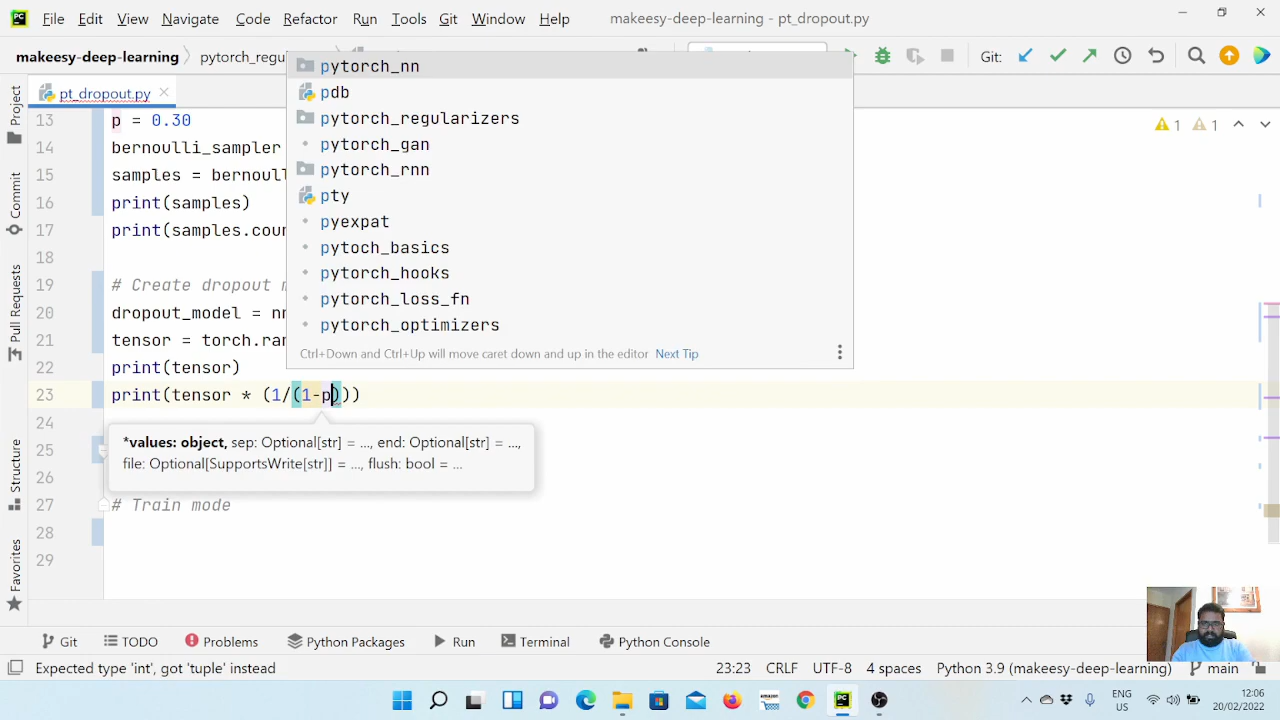 File Edit View Navigate Code Refactor Run Tools Git Window Help makeesy-deep-learning - pt_dropout.py
makeesy-deep-learning pytorch_regu Git:
pt_dropout.py
Project
Commit
Pull Requests
Structure
Favorites
pytorch_nn
pdb
pytorch_regularizers
pytorch_gan
pytorch_rnn
pty
pyexpat
pytoch_basics
pytorch_hooks
pytorch_loss_fn
pytorch_optimizers
Ctrl+Down and Ctrl+Up will move caret down and up in the editor Next Tip
1 1
13 p = 0.30
14 bernoulli_sampler
15 samples = bernoull
16 print(samples)
17 print(samples.cou
18
19 # Create dropout m
20 dropout_model = nn
21 tensor = torch.ran
22 print(tensor)
23 print(tensor * (1/(1-p)))
24
*values: object, sep: Optional[str] = ..., end: Optional[str] = ...,
file: Optional[SupportsWrite[str]] = ..., flush: bool = ...
25
26
27 # Train mode
28
29
Git TODO Problems Python Packages Run Terminal Python Console
Expected type 'int', got 'tuple' instead 23:23 CRLF UTF-8 4 spaces Python 3.9 (makeesy-deep-learning) main
ENG
US
12:06
20/02/2022